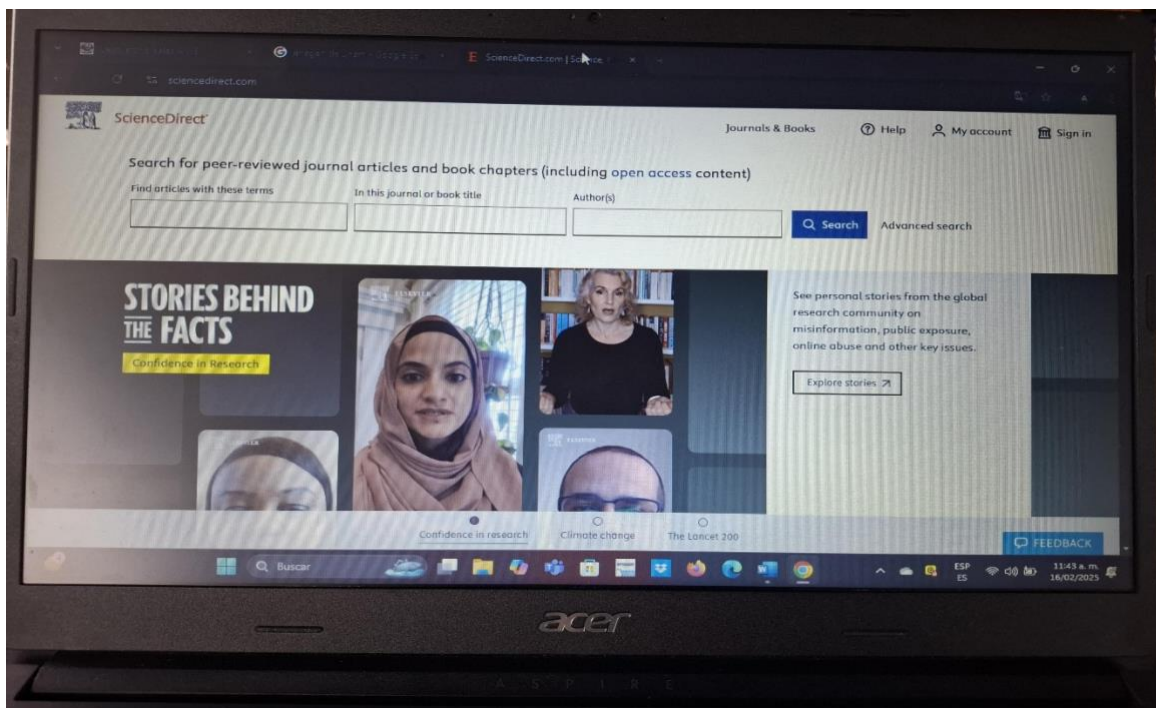 ScienceDirect.com | Science
sciencedirect.com
ScienceDirect
Journals & Books
Help
My account
Sign in
Search for peer-reviewed journal articles and book chapters (including open access content)
Find articles with these terms
In this journal or book title
Author(s)
Search
Advanced search
STORIES BEHIND
THE FACTS
Confidence in Research
ELSEVIER
ELSEVIER
See personal stories from the global
research community on
misinformation, public exposure,
online abuse and other key issues.
Explore stories
Confidence in research
Climate change
The Lancet 200
FEEDBACK
Buscar
ESP
ES
11:43 a. m.
16/02/2025
acer
ASPIRE